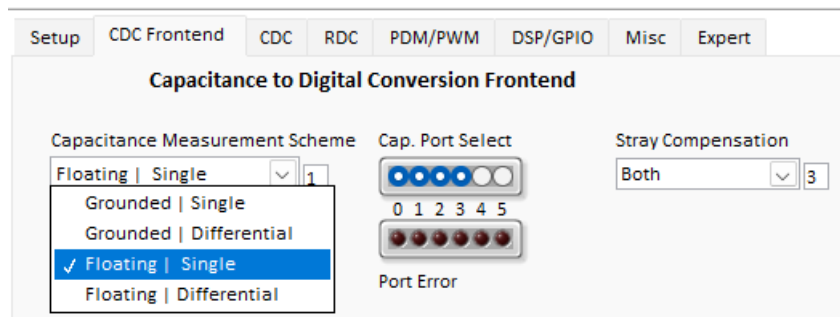 Setup CDC Frontend CDC RDC PDM/PWM DSP/GPIO Misc Expert
Capacitance to Digital Conversion Frontend
Capacitance Measurement Scheme Cap. Port Select Stray Compensation
Floating | Single 1 Both 3
Grounded | Single
0 1 2 3 4 5
Grounded | Differential
✓ Floating | Single
Port Error
Floating | Differential